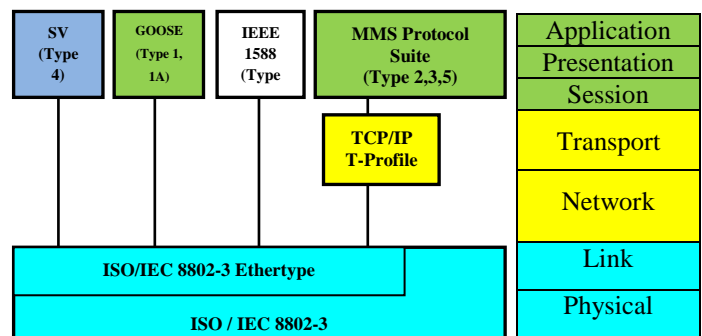 SV
(Type
4)
GOOSE
(Type 1,
1A)
IEEE
1588
(Type
MMS Protocol
Suite
(Type 2,3,5)
TCP/IP
T-Profile
ISO/IEC 8802-3 Ethertype
ISO / IEC 8802-3
Application
Presentation
Session
Transport
Network
Link
Physical